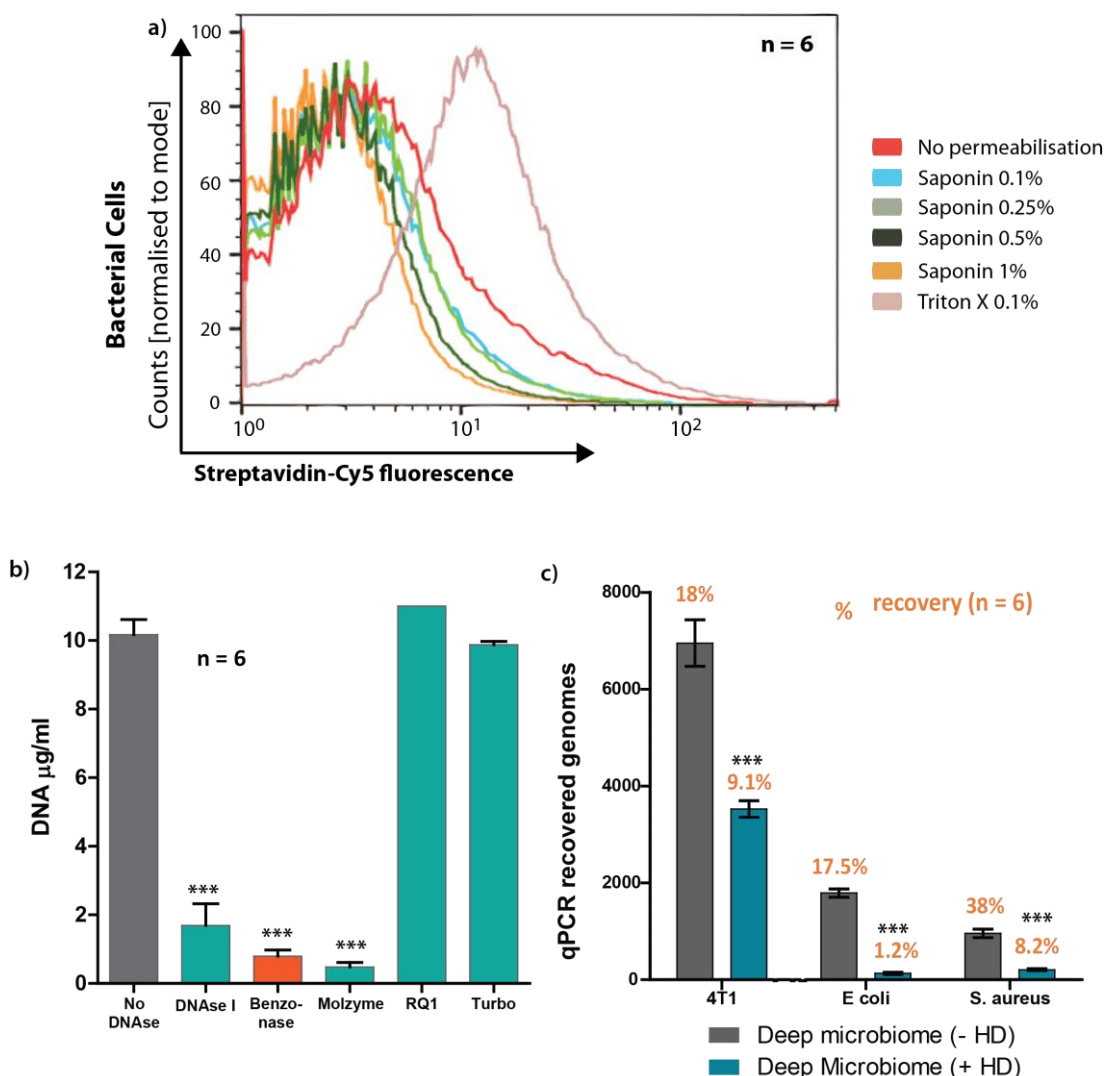 a)
n = 6
100
80
60
40
20
0
Bacterial Cells
Counts [normalised to mode]
10⁰
10¹
10²
Streptavidin-Cy5 fluorescence
No permeabilisation
Saponin 0.1%
Saponin 0.25%
Saponin 0.5%
Saponin 1%
Triton X 0.1%
b)
12
10
8
6
4
2
0
DNA µg/ml
n = 6
***
***
***
No
DNAse
DNAse I
Benzo-
nase
Molzyme
RQ1
Turbo
c)
8000
6000
4000
2000
0
qPCR recovered genomes
% recovery (n = 6)
18%
***
9.1%
17.5%
***
1.2%
38%
***
8.2%
4T1
E coli
S. aureus
Deep microbiome (- HD)
Deep Microbiome (+ HD)